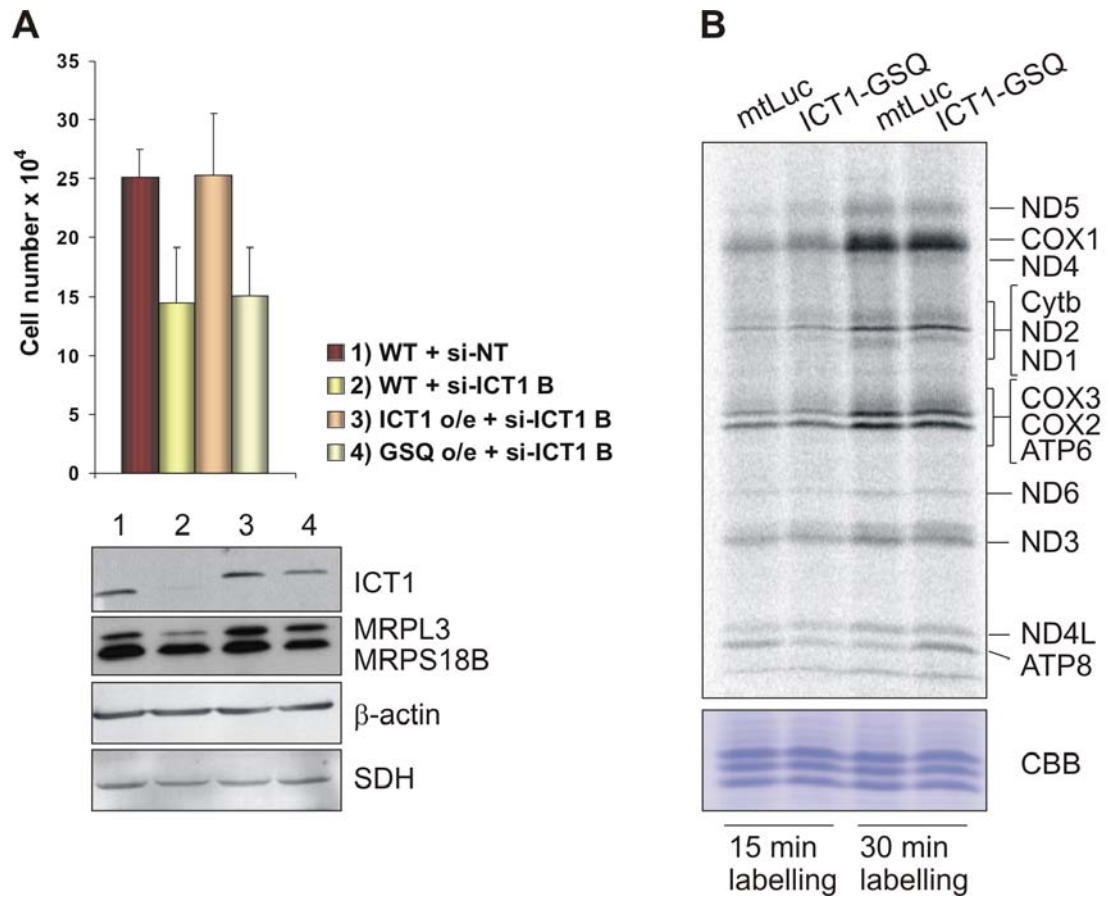 A
35
30
25
20
15
10
5
0
Cell number x 10⁴
1) WT + si-NT
2) WT + si-ICT1 B
3) ICT1 o/e + si-ICT1 B
4) GSQ o/e + si-ICT1 B
1 2 3 4
ICT1
MRPL3
MRPS18B
β-actin
SDH
B
mtLuc ICT1-GSQ mtLuc ICT1-GSQ
ND5
COX1
ND4
Cytb
ND2
ND1
COX3
COX2
ATP6
ND6
ND3
ND4L
ATP8
CBB
15 min 30 min
labelling labelling